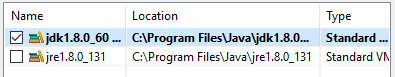 Name Location Type
jdk1.8.0_60 ... C:\Program Files\Java\jdk1.8.0... Standard ...
jre1.8.0_131 C:\Program Files\Java\jre1.8.0_131 Standard VM